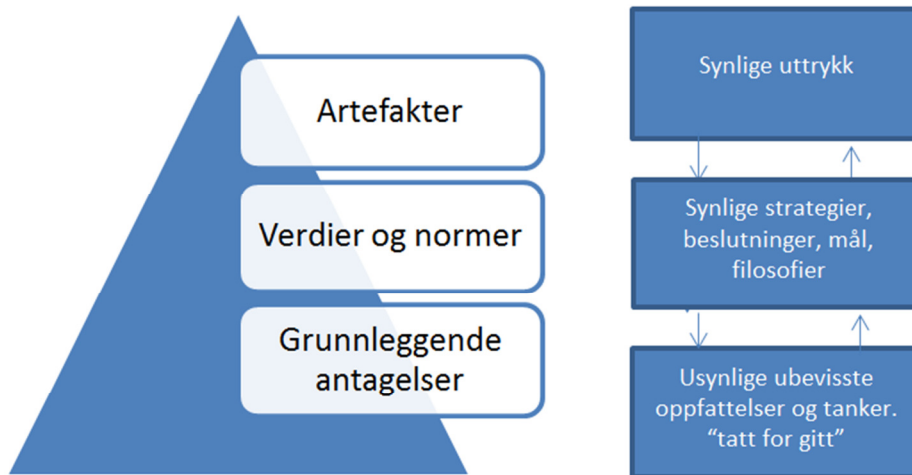 Artefakter
Verdier og normer
Grunnleggende
antagelser
Synlige uttrykk
Synlige strategier,
beslutninger, mål,
filosofier
Usynlige ubevisste
oppfattelser og tanker.
“tatt for gitt”